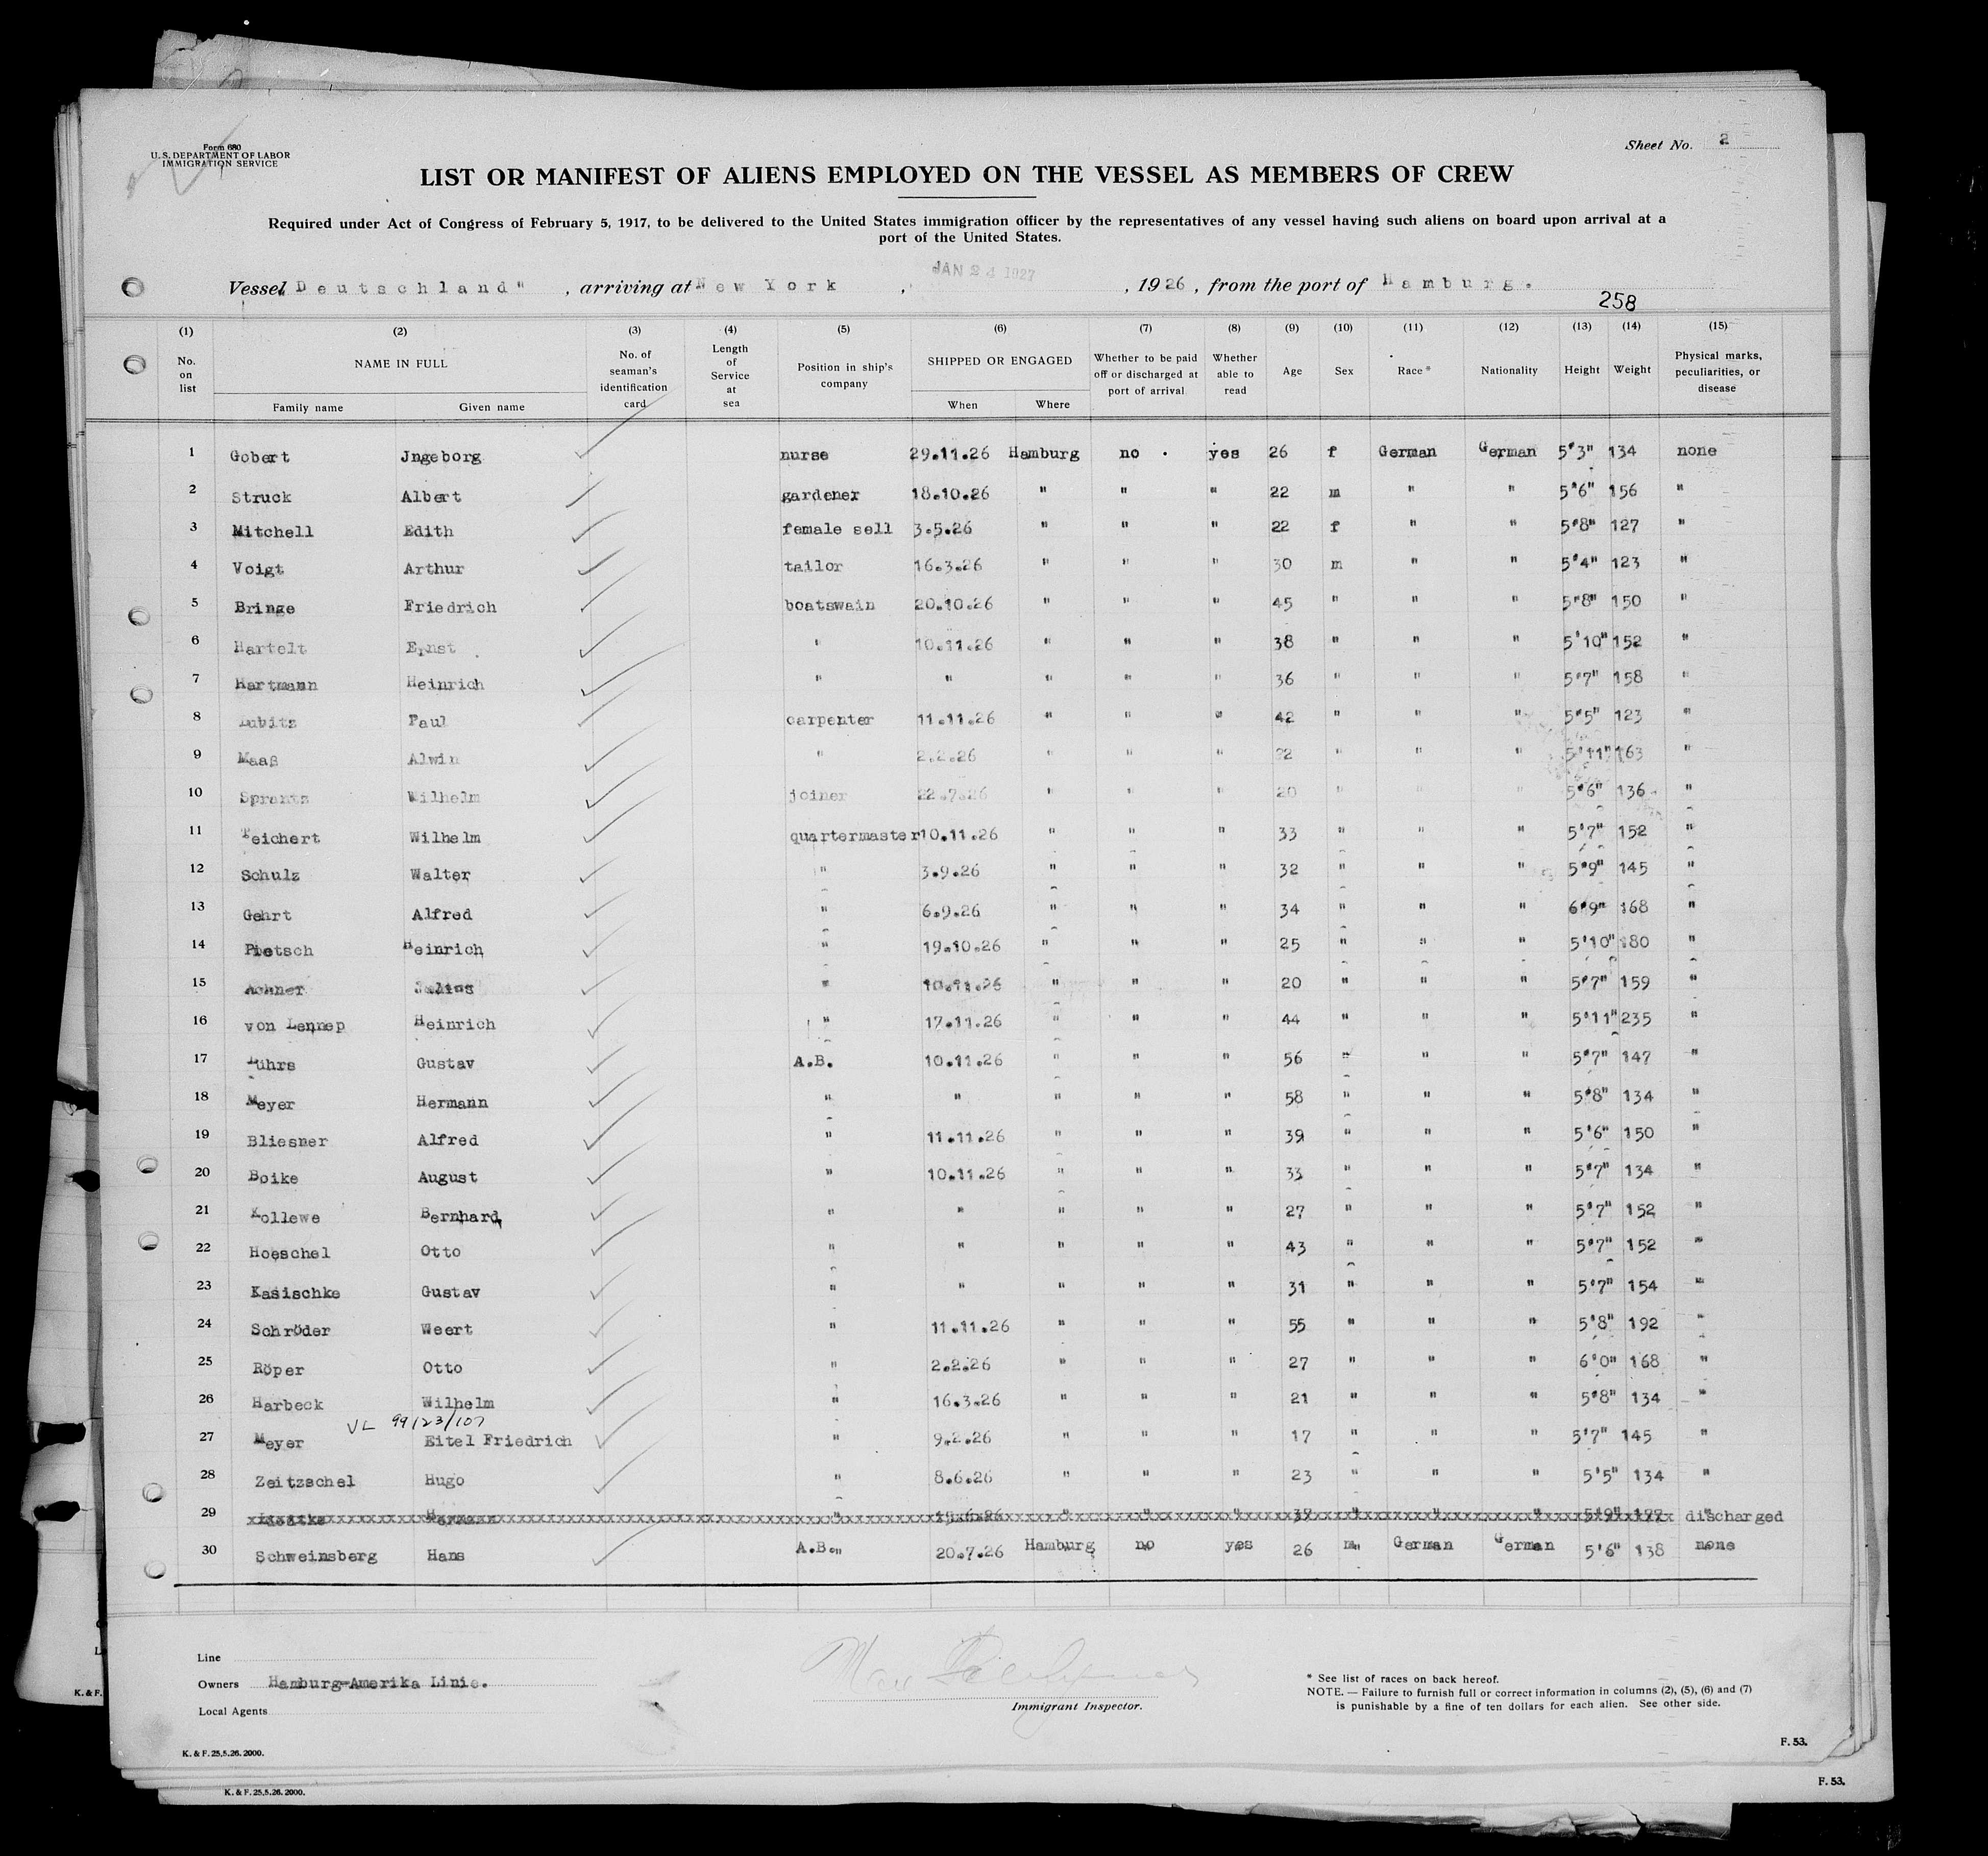 Form 680
U. S. DEPARTMENT OF LABOR
IMMIGRATION SERVICE
Sheet No. 2
LIST OR MANIFEST OF ALIENS EMPLOYED ON THE VESSEL AS MEMBERS OF CREW
Required under Act of Congress of February 5, 1917, to be delivered to the United States immigration officer by the representatives of any vessel having such aliens on board upon arrival at a
port of the United States.
JAN 24 1927
Vessel Deutschland" , arriving at New York , , 1926 , from the port of Hamburg.
258
(1) (2) (3) (4) (5) (6) (7) (8) (9) (10) (11) (12) (13) (14) (15)
No. on list NAME IN FULL Family name Given name No. of seaman's identification card Length of Service at sea Position in ship's company SHIPPED OR ENGAGED When Where Whether to be paid off or discharged at port of arrival Whether able to read Age Sex Race * Nationality Height Weight Physical marks, peculiarities, or disease
1 Gobert Jngeborg nurse 29.11.26 Hamburg no . yes 26 f German German 5'3" 134 none
2 Struck Albert gardener 18.10.26 " " " 22 m " " 5'6" 156 "
3 Mitchell Edith female sell 3.5.26 " " " 22 f " " 5'8" 127 "
4 Voigt Arthur tailor 16.3.26 " " " 30 m " " 5'4" 123 "
5 Bringe Friedrich boatswain 20.10.26 " " " 45 " " " 5'8" 150 "
6 Hartelt Ernst " 10.11.26 " " " 38 " " " 5'10" 152 "
7 Hartmann Heinrich " " " " " 36 " " " 5'7" 158 "
8 Lubitz Paul carpenter 11.11.26 " " " 42 " " " 5'5" 123 "
9 Maaß Alwin " 2.2.26 " " " " " " 5'11" 163 "
10 Sprantz Wilhelm joiner 22.7.26 " " " 20 " " " 5'6" 136 "
11 Teichert Wilhelm quartermaster 10.11.26 " " " 33 " " " 5'7" 152 "
12 Schulz Walter " 3.9.26 " " " 32 " " " 5'9" 145 "
13 Gehrt Alfred " 6.9.26 " " " 34 " " " 6'9" 168 "
14 Pietsch Heinrich " 19.10.26 " " " 25 " " " 5'10" 180 "
15 Achner Julius " 10.11.26 " " " 20 " " " 5'7" 159 "
16 von Lennep Heinrich " 17.11.26 " " " 44 " " " 5'11" 235 "
17 Lührs Gustav A.B. 10.11.26 " " " 56 " " " 5'7" 147 "
18 Meyer Hermann " " " " " 58 " " " 5'8" 134 "
19 Bliesner Alfred " 11.11.26 " " " 39 " " " 5'6" 150 "
20 Boike August " 10.11.26 " " " 33 " " " 5'7" 134 "
21 Kollewe Bernhard " " " " " 27 " " " 5'7" 152 "
22 Hoeschel Otto " " " " " 43 " " " 5'7" 152 "
23 Kasischke Gustav " " " " " 31 " " " 5'7" 154 "
24 Schröder Weert " 11.11.26 " " " 55 " " " 5'8" 192 "
25 Röper Otto " 2.2.26 " " " 27 " " " 6'0" 168 "
26 Harbeck Wilhelm " 16.3.26 " " " 21 " " " 5'8" 134 "
VL 99123/107
27 Meyer Eitel Friedrich " 9.2.26 " " " 17 " " " 5'7" 145 "
28 Zeitzschel Hugo " 8.6.26 " " " 23 " " " 5'5" 134 "
29 Hermann " " " " " " " 5'9" " discharged
30 Schweinsberg Hans A.B. 20.7.26 Hamburg no yes 26 m German German 5'6" 138 none
Line
Owners Hamburg-Amerika Linie.
Local Agents
Immigrant Inspector.
* See list of races on back hereof.
NOTE. — Failure to furnish full or correct information in columns (2), (5), (6) and (7)
is punishable by a fine of ten dollars for each alien. See other side.
K. & F. 25.5.26. 2000.
F. 53.
K. & F.
K. & F. 25.5.26. 2000.
F. 53.